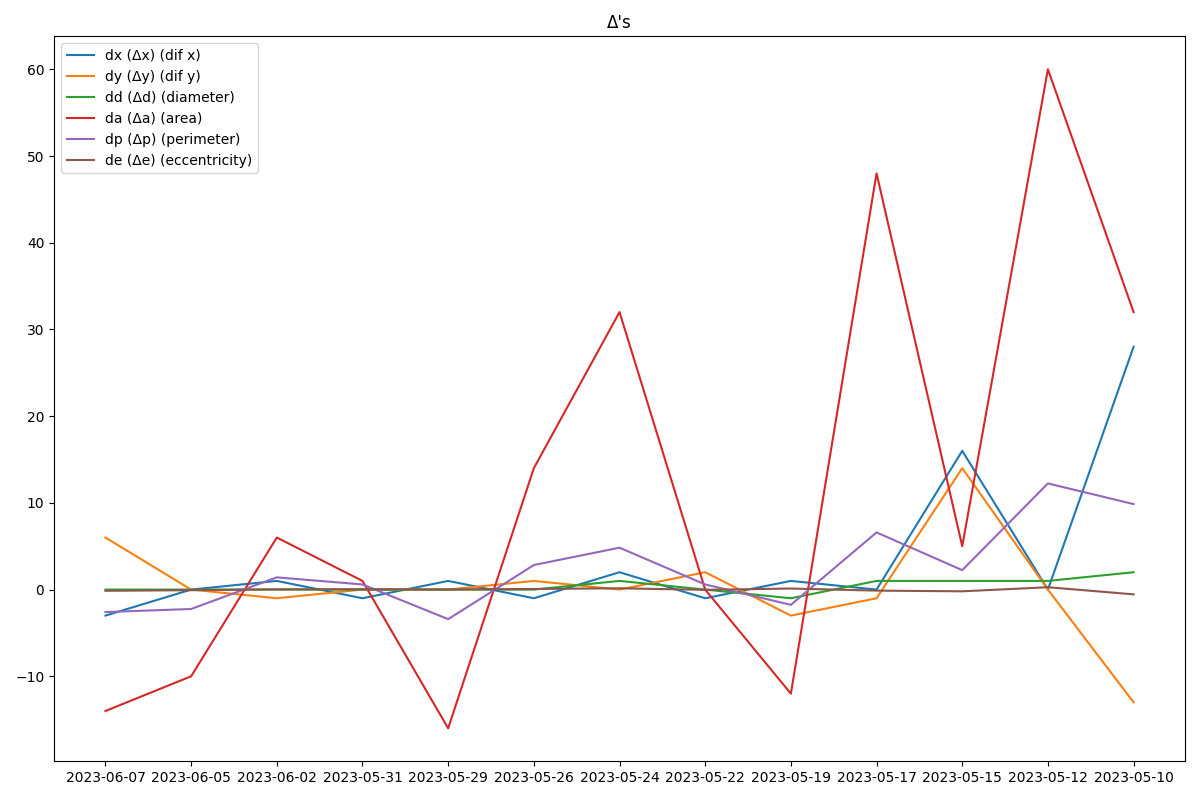 Δ's
dx (Δx) (dif x)
dy (Δy) (dif y)
dd (Δd) (diameter)
da (Δa) (area)
dp (Δp) (perimeter)
de (Δe) (eccentricity)
60
50
40
30
20
10
0
−10
2023-06-07 2023-06-05 2023-06-02 2023-05-31 2023-05-29 2023-05-26 2023-05-24 2023-05-22 2023-05-19 2023-05-17 2023-05-15 2023-05-12 2023-05-10